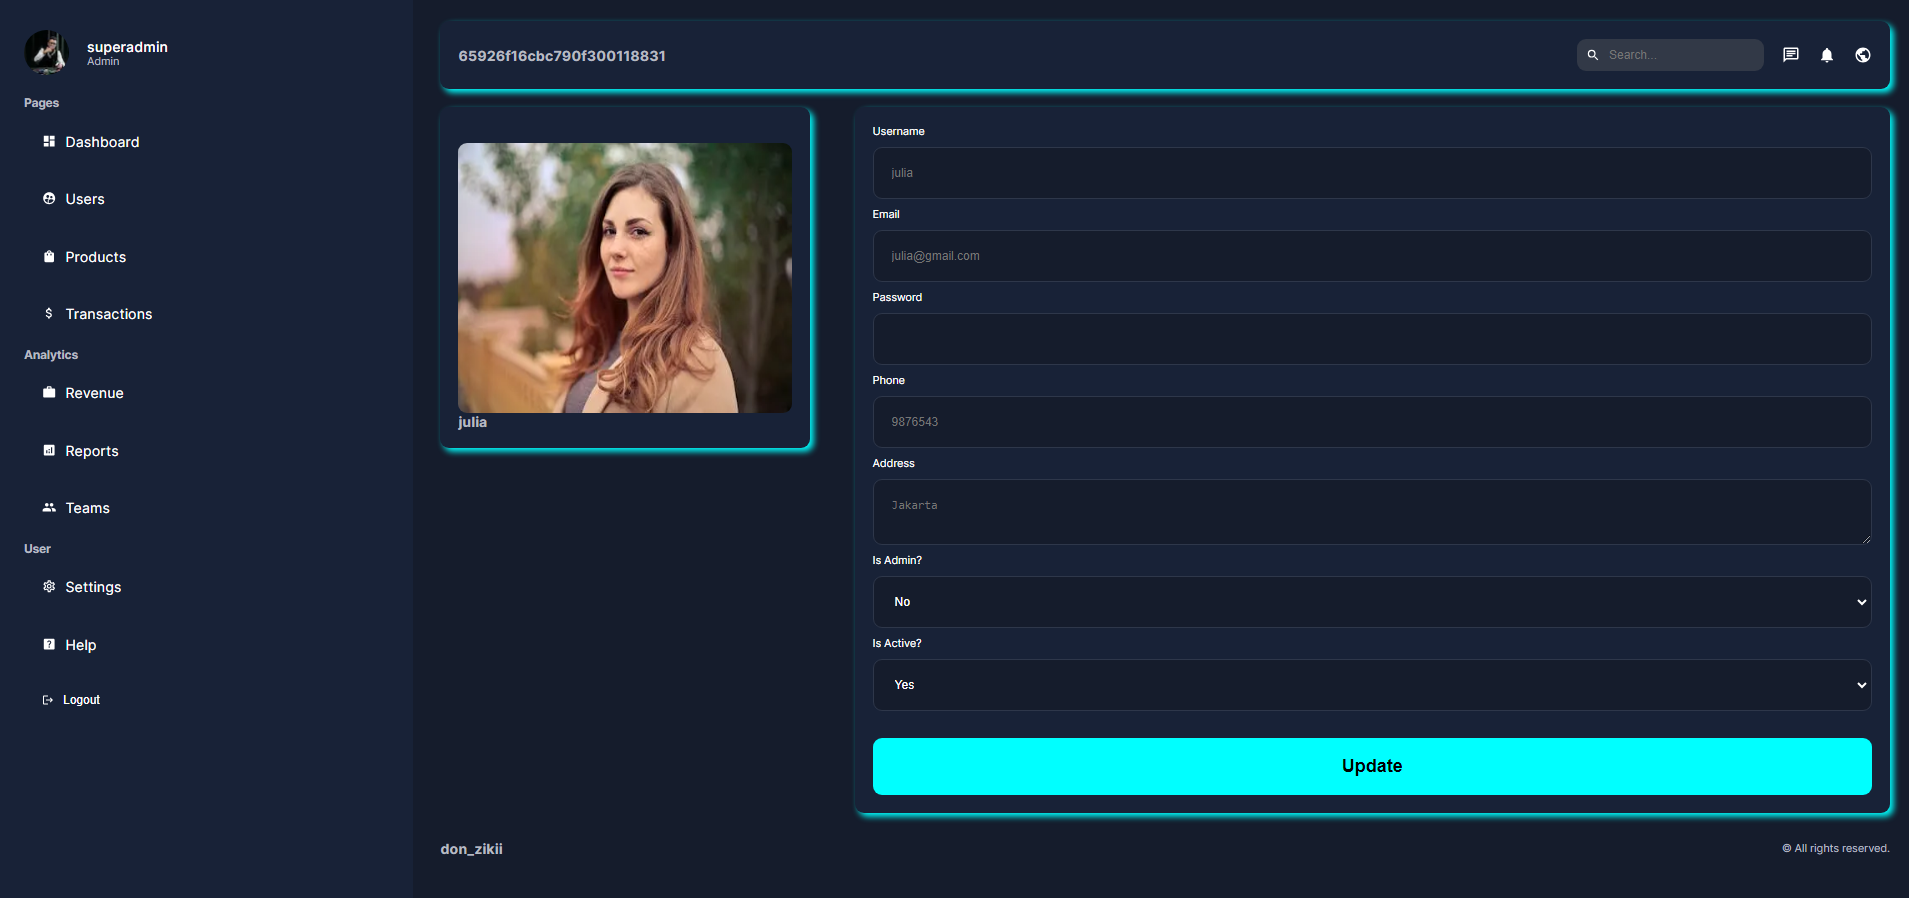 superadmin
Admin
Pages
Dashboard
Users
Products
Transactions
Analytics
Revenue
Reports
Teams
User
Settings
Help
Logout
65926f16cbc790f300118831
Search...
julia
Username
julia
Email
julia@gmail.com
Password
Phone
9876543
Address
Jakarta
Is Admin?
No
Is Active?
Yes
Update
don_zikii
© All rights reserved.